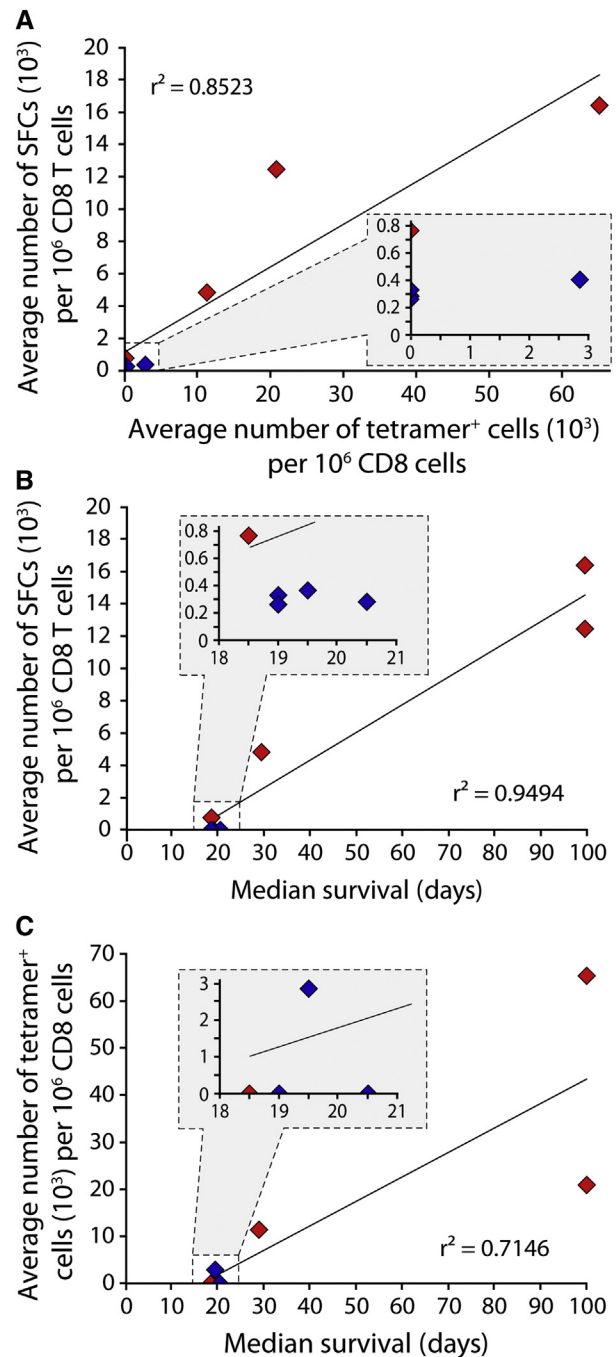 A
Average number of SFCs (10³)
per 10⁶ CD8 T cells
20
18
16
14
12
10
8
6
4
2
0
r² = 0.8523
0.8
0.6
0.4
0.2
0
0 1 2 3
0 10 20 30 40 50 60
Average number of tetramer⁺ cells (10³)
per 10⁶ CD8 cells
B
Average number of SFCs (10³)
per 10⁶ CD8 T cells
20
18
16
14
12
10
8
6
4
2
0
0.8
0.6
0.4
0.2
0
18 19 20 21
r² = 0.9494
0 10 20 30 40 50 60 70 80 90 100
Median survival (days)
C
Average number of tetramer⁺
cells (10³) per 10⁶ CD8 cells
70
60
50
40
30
20
10
0
3
2
1
0
18 19 20 21
r² = 0.7146
0 10 20 30 40 50 60 70 80 90 100
Median survival (days)